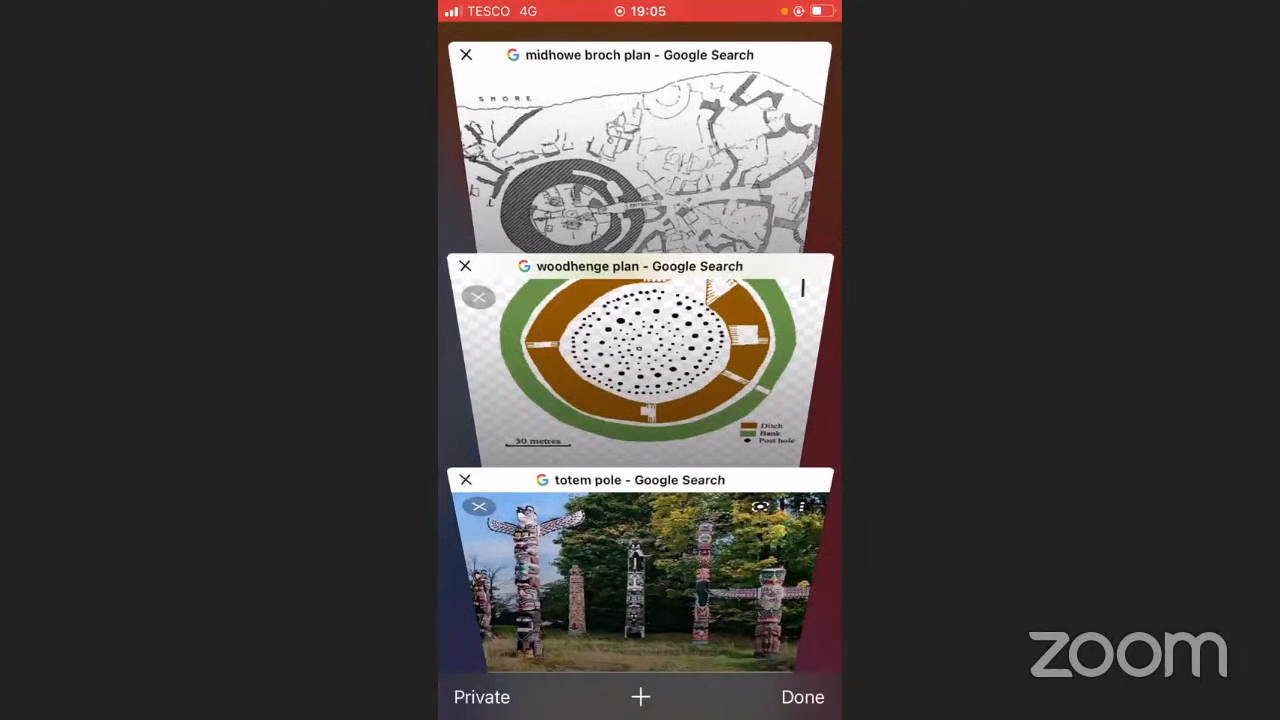 TESCO 4G
19:05
midhowe broch plan - Google Search
SHORE
ENTRANCE
woodhenge plan - Google Search
Ditch
Bank
Post hole
30 metres
totem pole - Google Search
Private
Done
zoom